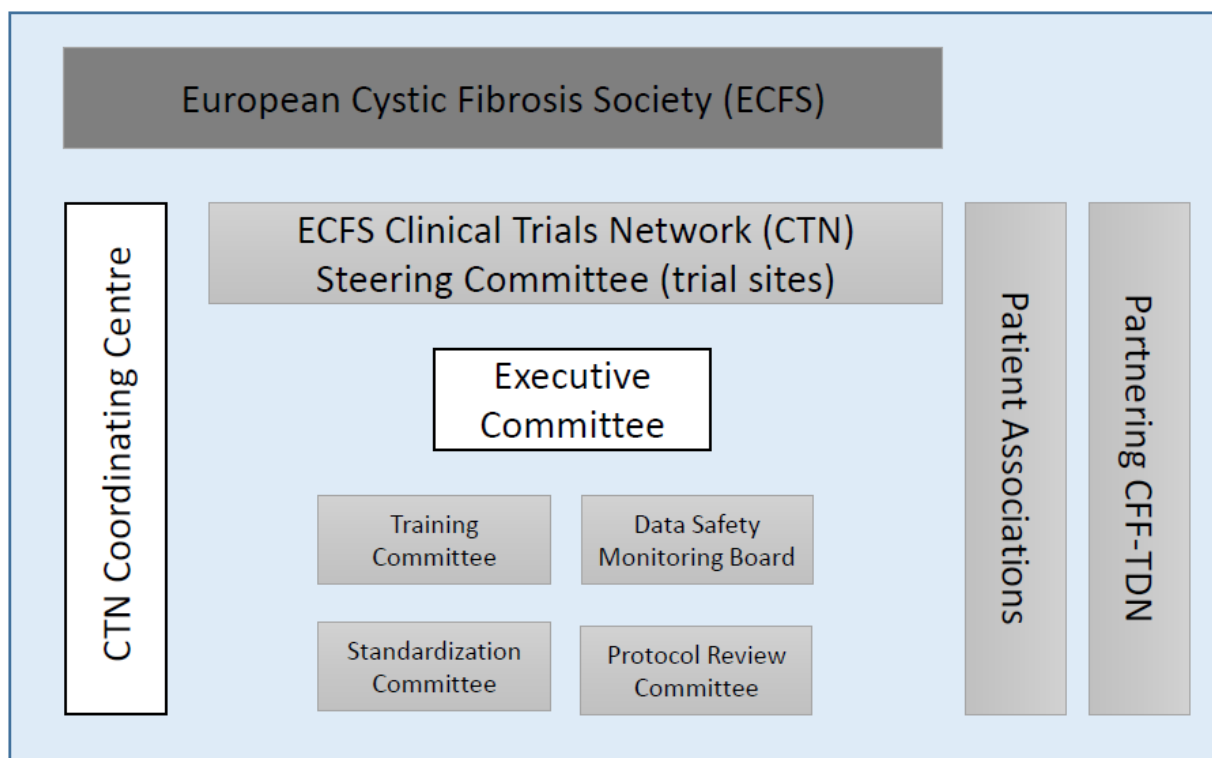 European Cystic Fibrosis Society (ECFS)
CTN Coordinating Centre
ECFS Clinical Trials Network (CTN)
Steering Committee (trial sites)
Executive
Committee
Training
Committee
Data Safety
Monitoring Board
Standardization
Committee
Protocol Review
Committee
Patient Associations
Partnering CFF-TDN